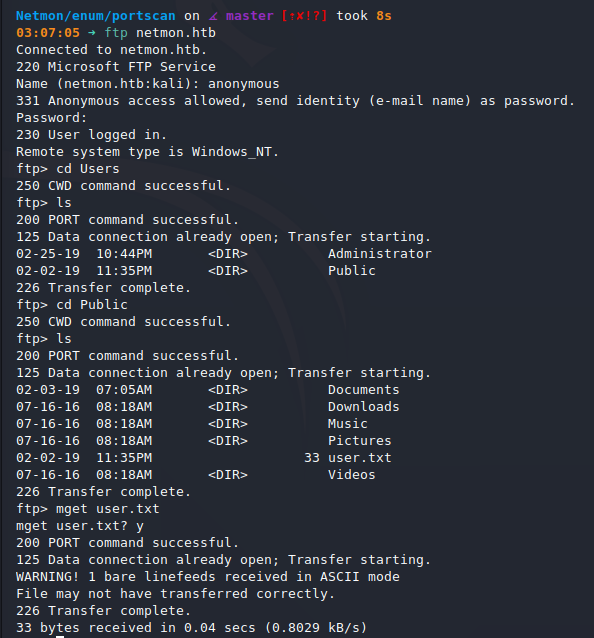 Netmon/enum/portscan on ⎇ master [⇡✘!?] took 8s
03:07:05 → ftp netmon.htb
Connected to netmon.htb.
220 Microsoft FTP Service
Name (netmon.htb:kali): anonymous
331 Anonymous access allowed, send identity (e-mail name) as password.
Password:
230 User logged in.
Remote system type is Windows_NT.
ftp> cd Users
250 CWD command successful.
ftp> ls
200 PORT command successful.
125 Data connection already open; Transfer starting.
02-25-19  10:44PM       <DIR>          Administrator
02-02-19  11:35PM       <DIR>          Public
226 Transfer complete.
ftp> cd Public
250 CWD command successful.
ftp> ls
200 PORT command successful.
125 Data connection already open; Transfer starting.
02-03-19  07:05AM       <DIR>          Documents
07-16-16  08:18AM       <DIR>          Downloads
07-16-16  08:18AM       <DIR>          Music
07-16-16  08:18AM       <DIR>          Pictures
02-02-19  11:35PM                   33 user.txt
07-16-16  08:18AM       <DIR>          Videos
226 Transfer complete.
ftp> mget user.txt
mget user.txt? y
200 PORT command successful.
125 Data connection already open; Transfer starting.
WARNING! 1 bare linefeeds received in ASCII mode
File may not have transferred correctly.
226 Transfer complete.
33 bytes received in 0.04 secs (0.8029 kB/s)